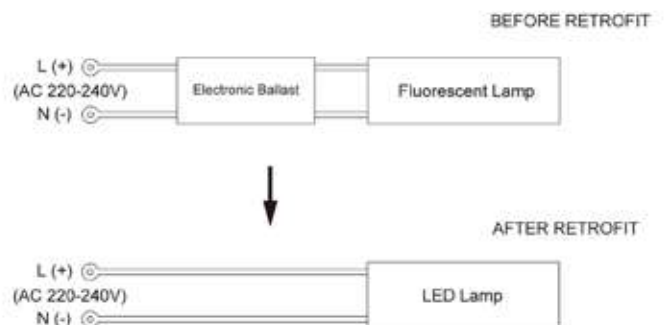 BEFORE RETROFIT
L (+)
(AC 220-240V)
N (-)
Electronic Ballast
Fluorescent Lamp
AFTER RETROFIT
L (+)
(AC 220-240V)
N (-)
LED Lamp